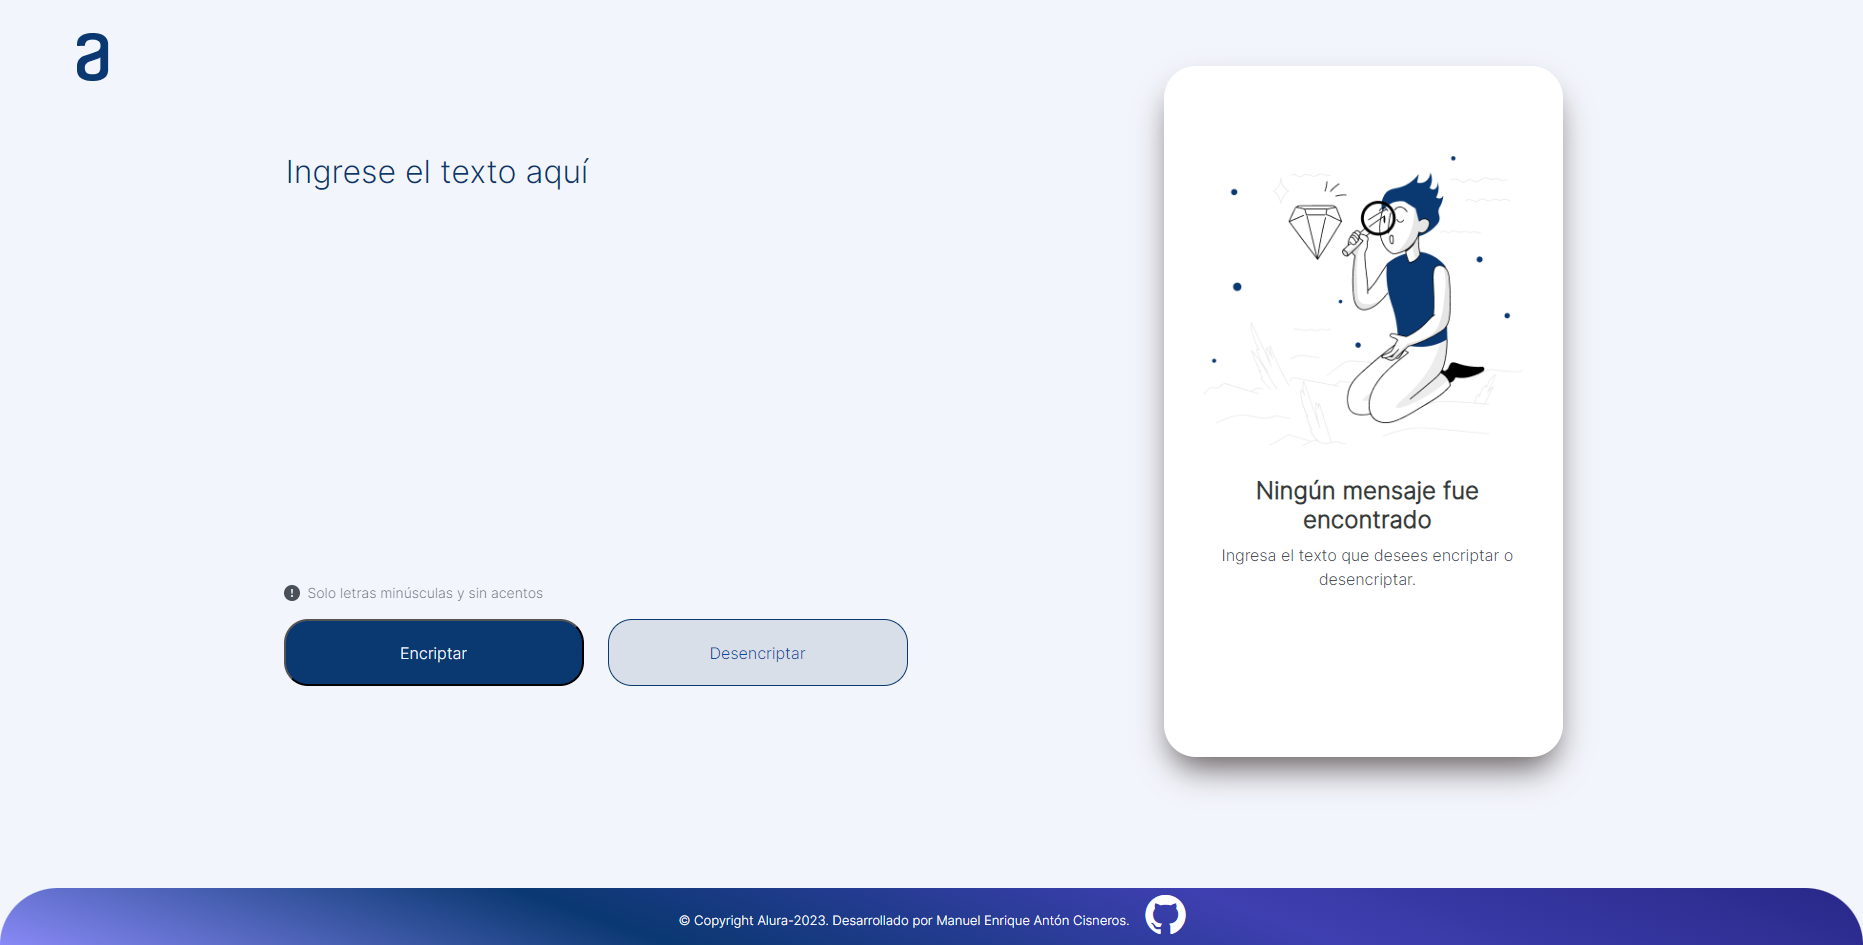 a
Ingrese el texto aquí
Solo letras minúsculas y sin acentos
Encriptar
Desencriptar
Ningún mensaje fue
encontrado
Ingresa el texto que desees encriptar o
desencriptar.
© Copyright Alura-2023. Desarrollado por Manuel Enrique Antón Cisneros.